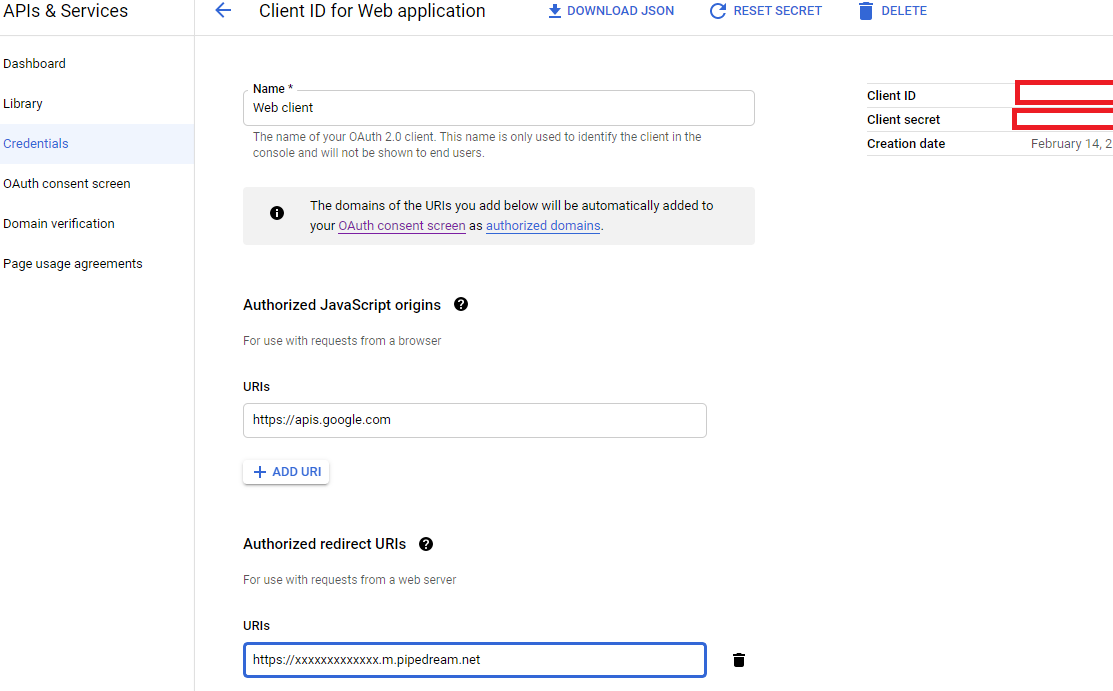 APIs & Services
Client ID for Web application
DOWNLOAD JSON
RESET SECRET
DELETE
Dashboard
Library
Credentials
OAuth consent screen
Domain verification
Page usage agreements
Name *
Web client
The name of your OAuth 2.0 client. This name is only used to identify the client in the
console and will not be shown to end users.
The domains of the URIs you add below will be automatically added to
your OAuth consent screen as authorized domains.
Authorized JavaScript origins
For use with requests from a browser
URIs
https://apis.google.com
ADD URI
Authorized redirect URIs
For use with requests from a web server
URIs
https://xxxxxxxxxxxxx.m.pipedream.net
Client ID
Client secret
Creation date
February 14, 2